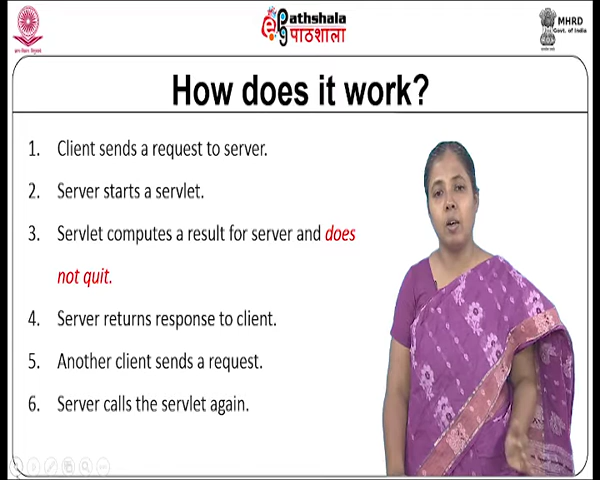 Pathshala
पाठशाला
MHRD
Govt. of India
How does it work?
1. Client sends a request to server.
2. Server starts a servlet.
3. Servlet computes a result for server and does
not quit.
4. Server returns response to client.
5. Another client sends a request.
6. Server calls the servlet again.